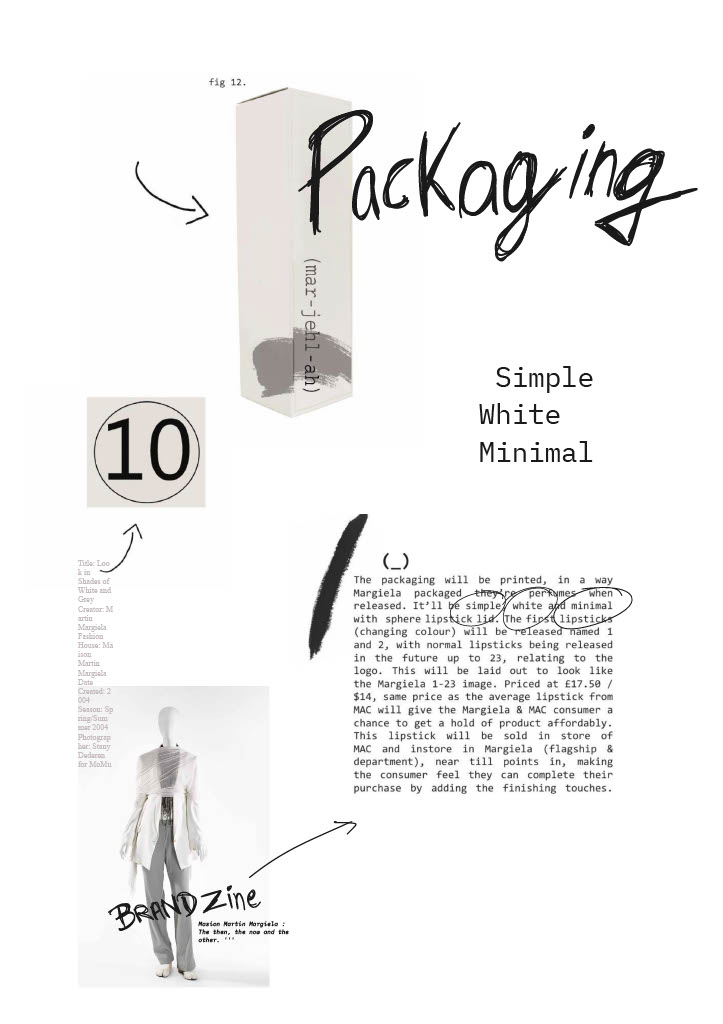 fig 12.
Packaging
(mar-jehl-ah)
Simple
White
Minimal
10
Title: Loo
k in
Shades of
White and
Grey
Creator: M
artin
Margiela
Fashion
House: Ma
ison
Martin
Margiela
Date
Created: 2
004
Season: Sp
ring/Sum
mer 2004
Photograp
her: Stany
Dederen
for MoMu
(_)
The packaging will be printed, in a way
Margiela packaged they're perfumes when
released. It'll be simple, white and minimal
with sphere lipstick lid. The first lipsticks
(changing colour) will be released named 1
and 2, with normal lipsticks being released
in the future up to 23, relating to the
logo. This will be laid out to look like
the Margiela 1-23 image. Priced at £17.50 /
$14, same price as the average lipstick from
MAC will give the Margiela & MAC consumer a
chance to get a hold of product affordably.
This lipstick will be sold in store of
MAC and instore in Margiela (flagship &
department), near till points in, making
the consumer feel they can complete their
purchase by adding the finishing touches.
BRAND Zine
Masion Martin Margiela :
The then, the now and the
other. '''